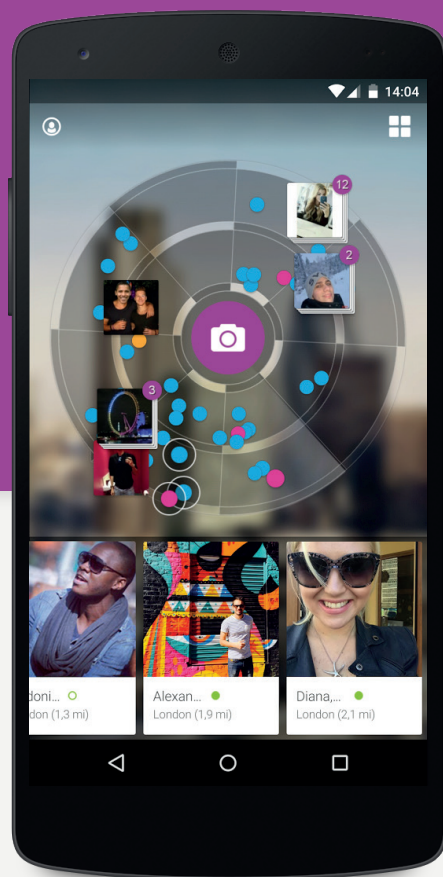 14:04
12
2
3
doni...
don (1,3 mi)
Alexan...
London (1,9 mi)
Diana,...
London (2,1 mi)